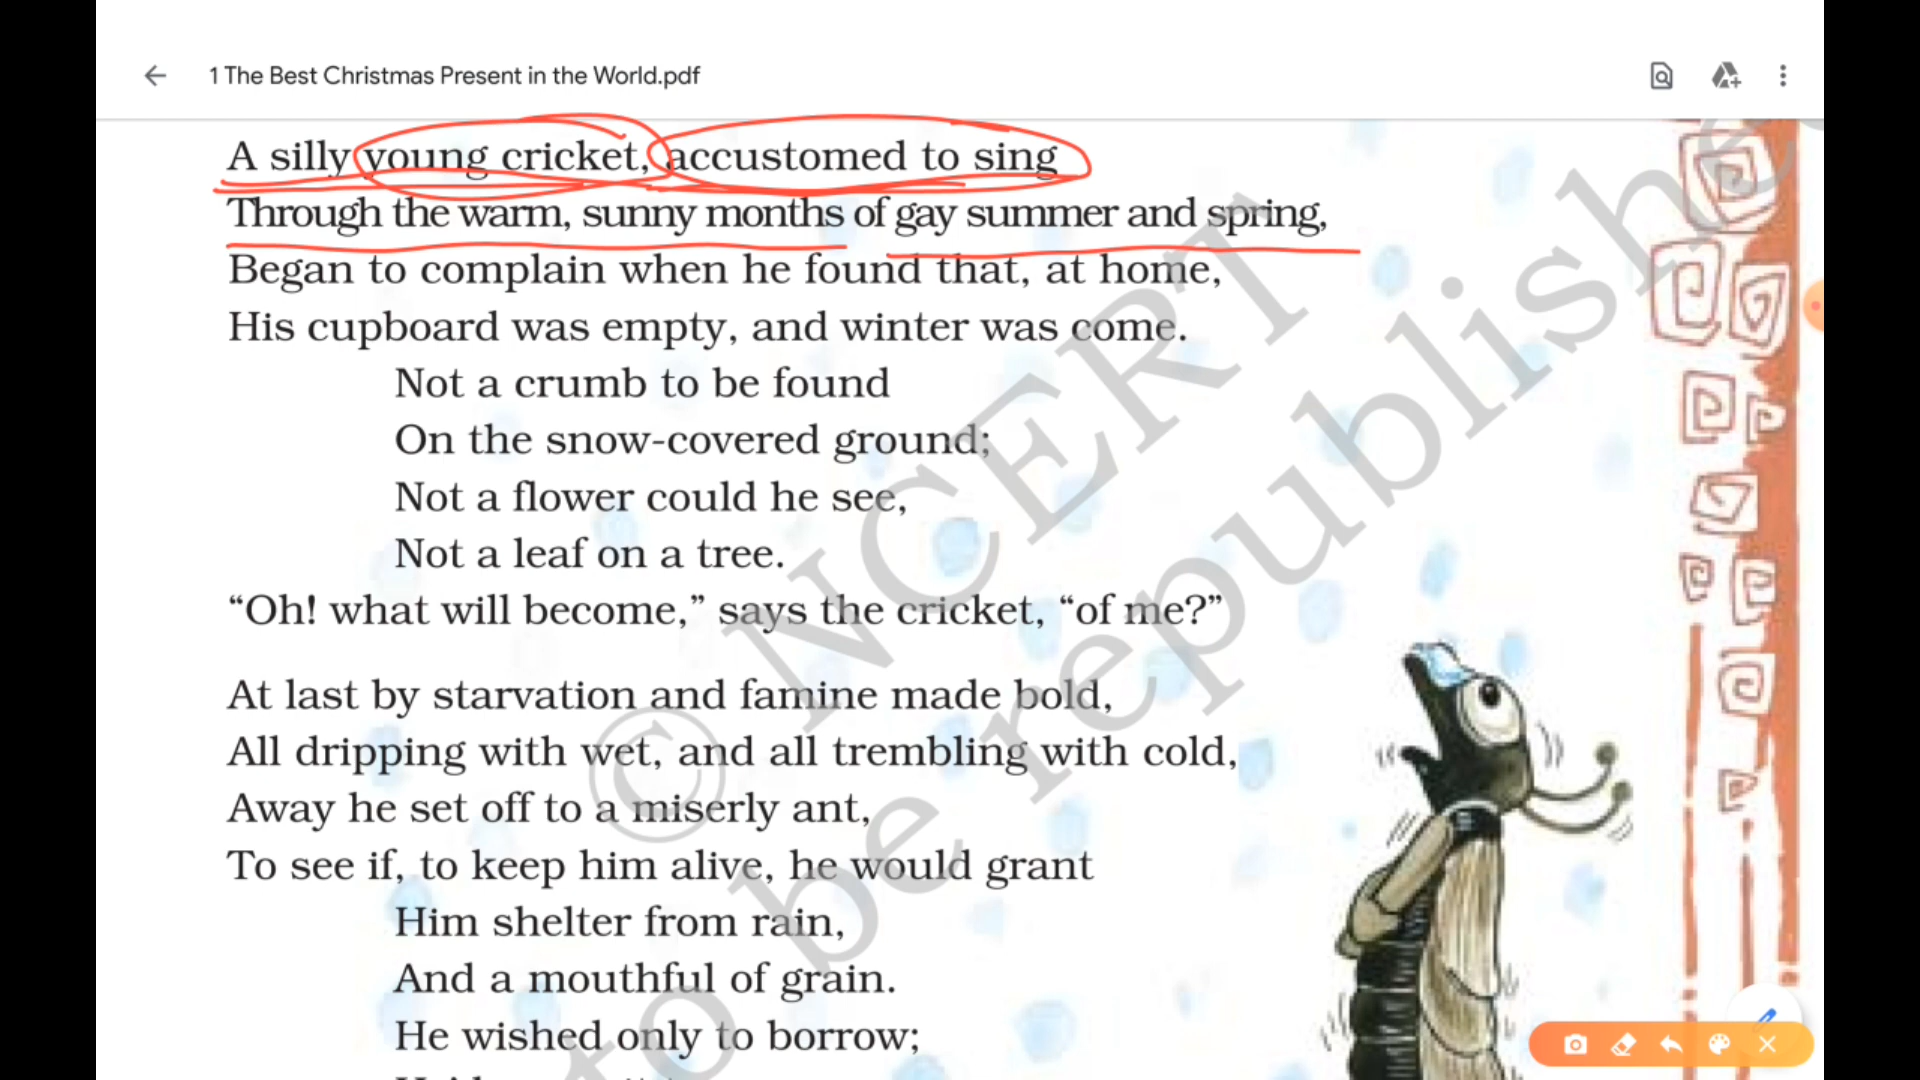 1 The Best Christmas Present in the World.pdf
A silly young cricket, accustomed to sing
Through the warm, sunny months of gay summer and spring,
Began to complain when he found that, at home,
His cupboard was empty, and winter was come.
Not a crumb to be found
On the snow-covered ground;
Not a flower could he see,
Not a leaf on a tree.
“Oh! what will become,” says the cricket, “of me?”
At last by starvation and famine made bold,
All dripping with wet, and all trembling with cold,
Away he set off to a miserly ant,
To see if, to keep him alive, he would grant
Him shelter from rain,
And a mouthful of grain.
He wished only to borrow;
© NCERT
to be republishe